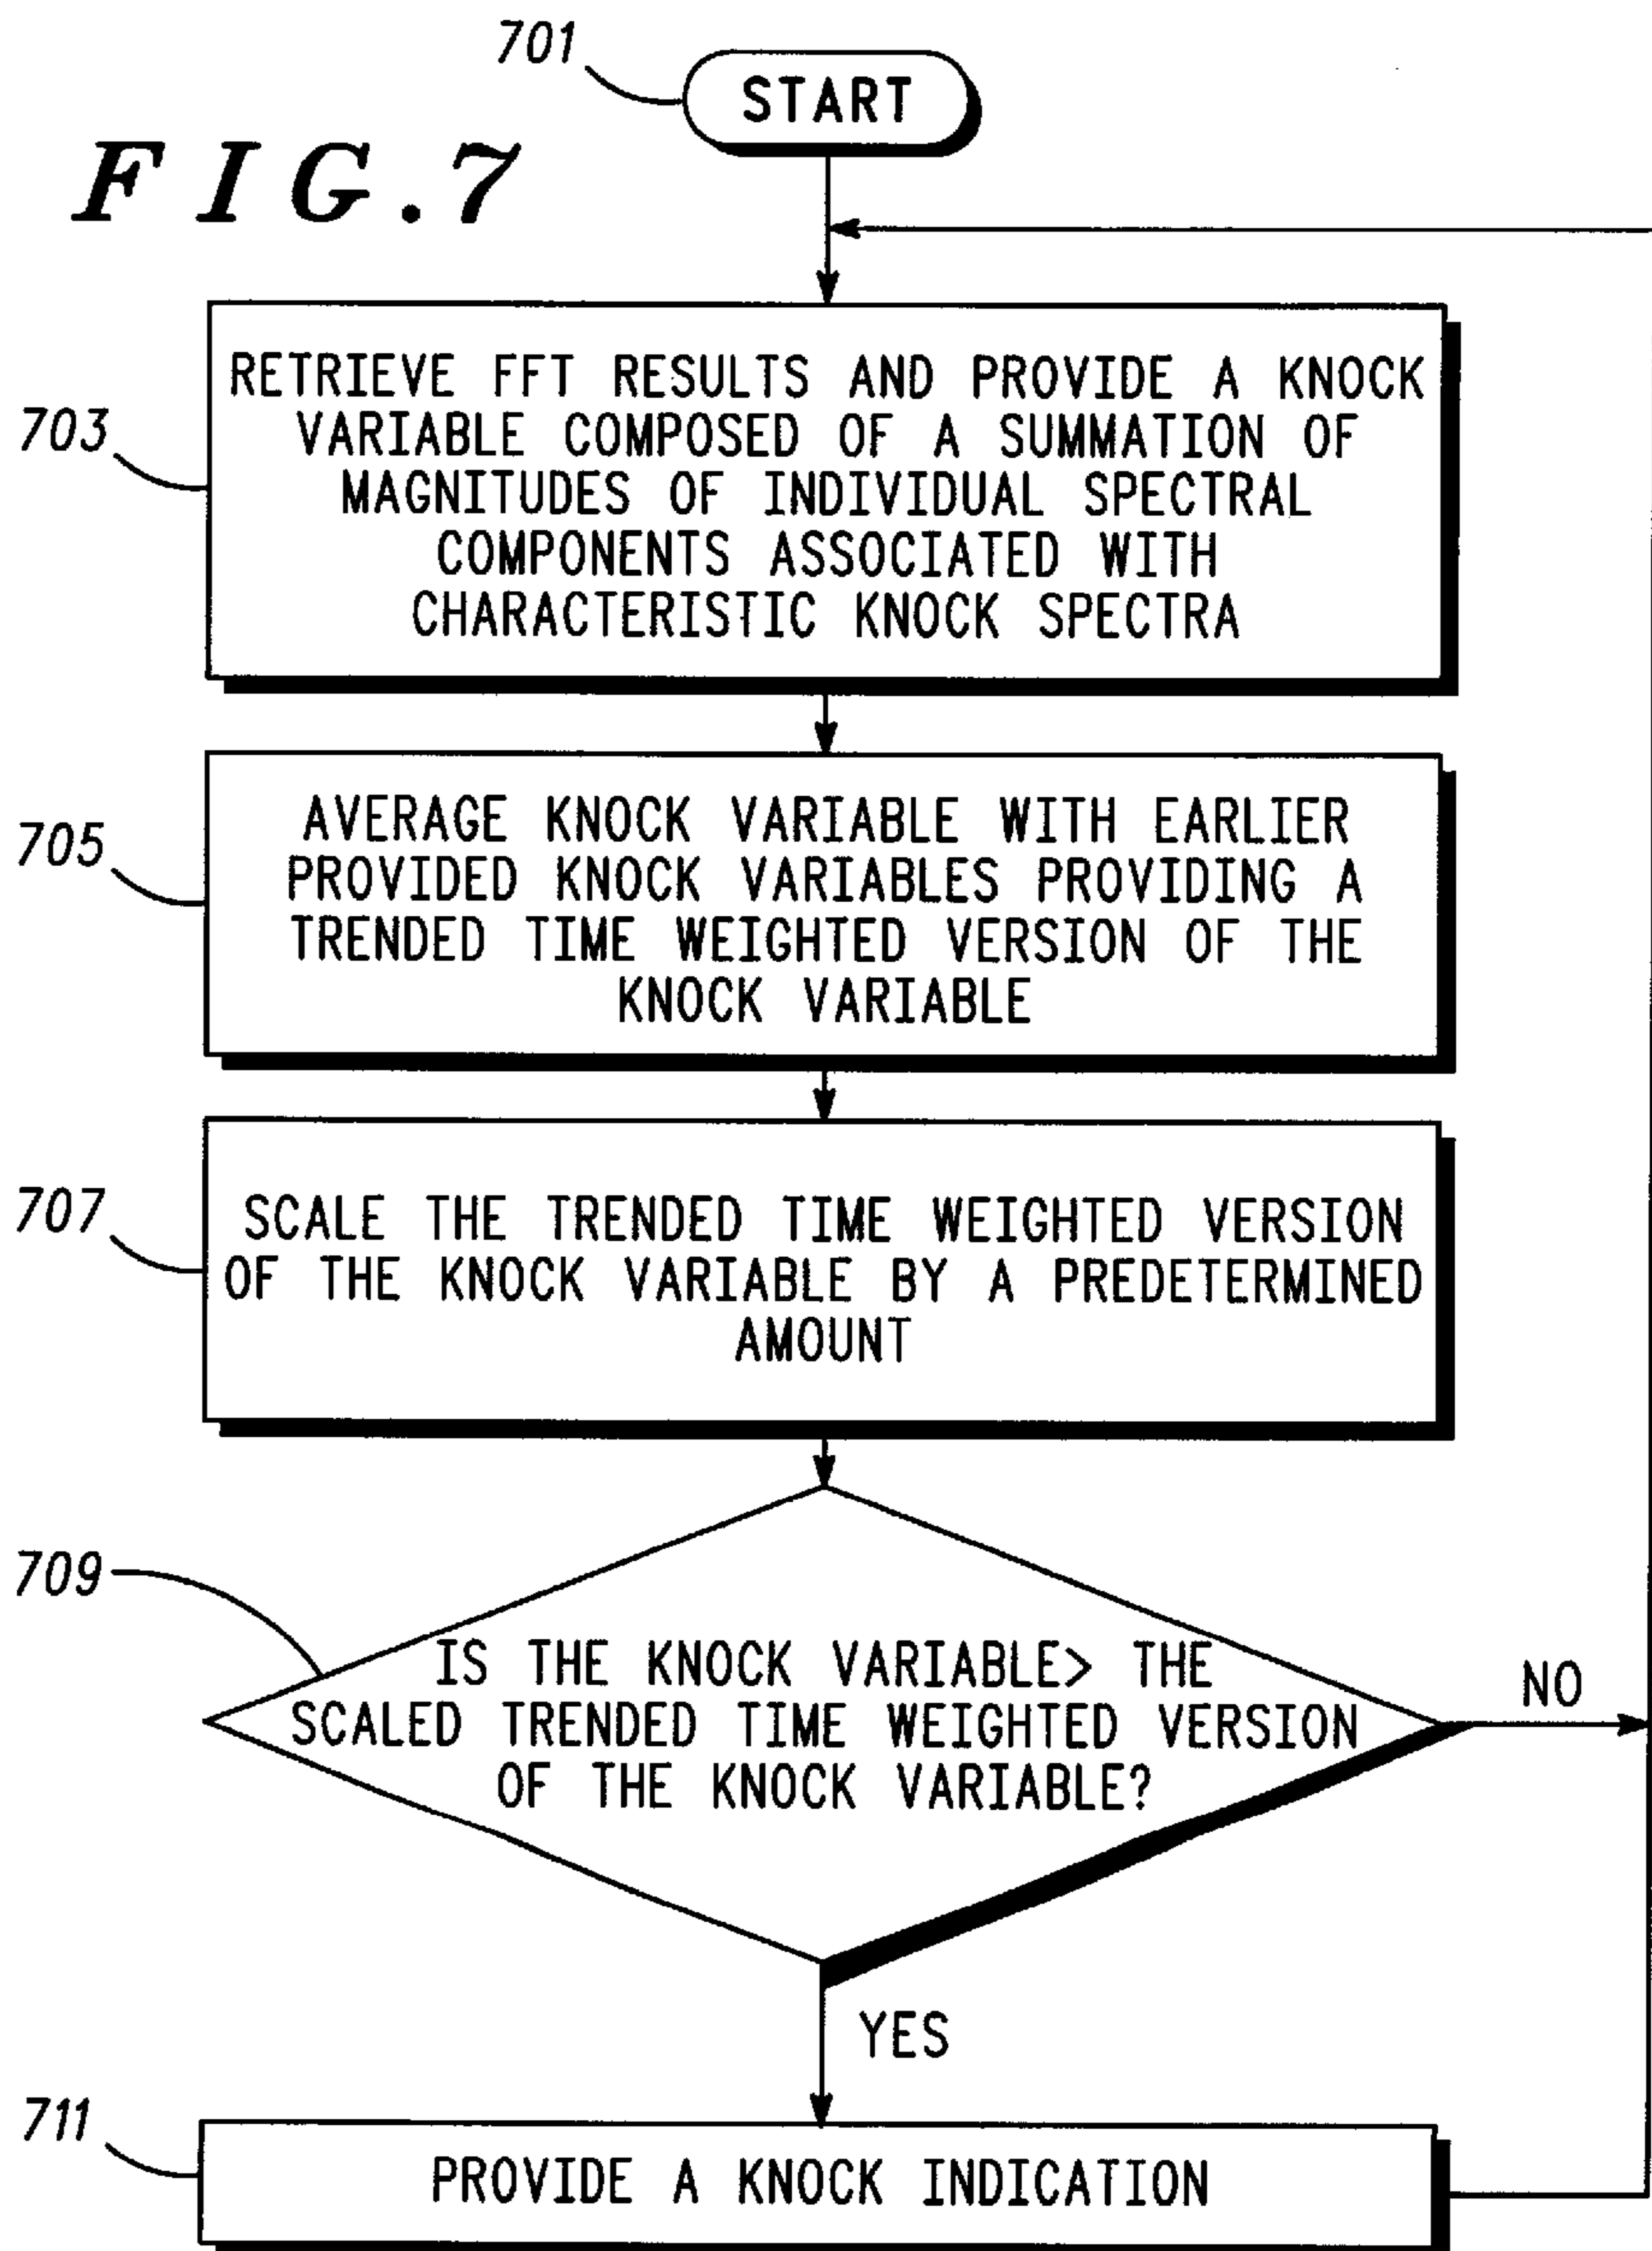 701
START
FIG. 7
703
RETRIEVE FFT RESULTS AND PROVIDE A KNOCK
VARIABLE COMPOSED OF A SUMMATION OF
MAGNITUDES OF INDIVIDUAL SPECTRAL
COMPONENTS ASSOCIATED WITH
CHARACTERISTIC KNOCK SPECTRA
705
AVERAGE KNOCK VARIABLE WITH EARLIER
PROVIDED KNOCK VARIABLES PROVIDING A
TRENDED TIME WEIGHTED VERSION OF THE
KNOCK VARIABLE
707
SCALE THE TRENDED TIME WEIGHTED VERSION
OF THE KNOCK VARIABLE BY A PREDETERMINED
AMOUNT
709
IS THE KNOCK VARIABLE> THE
SCALED TRENDED TIME WEIGHTED VERSION
OF THE KNOCK VARIABLE?
NO
YES
711
PROVIDE A KNOCK INDICATION